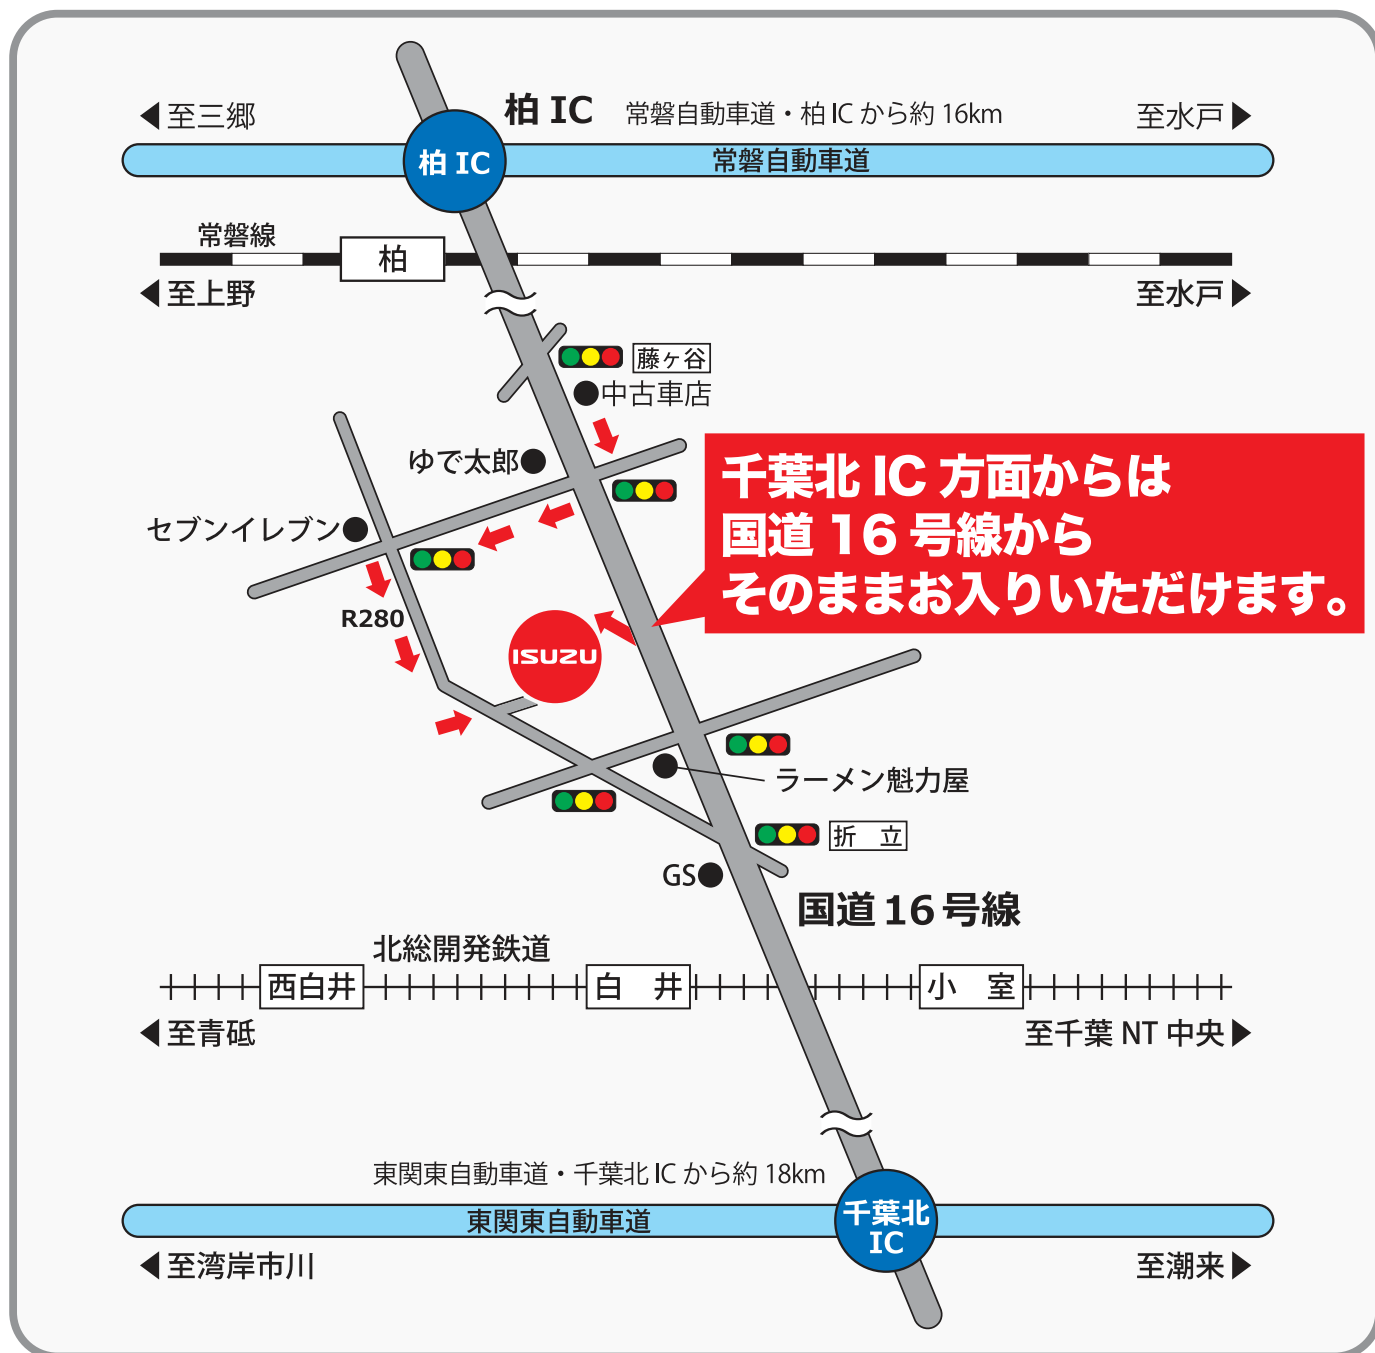 柏 IC 常磐自動車道・柏 IC から約 16km
◀至三郷
至水戸▶
柏 IC
常磐自動車道
常磐線
柏
◀至上野
至水戸▶
藤ヶ谷
中古車店
ゆで太郎
セブンイレブン
千葉北 IC 方面からは
国道 16 号線から
そのままお入りいただけます。
R280
ISUZU
ラーメン魁力屋
折 立
GS
国道 16 号線
北総開発鉄道
西白井
白 井
小 室
◀至青砥
至千葉 NT 中央▶
東関東自動車道・千葉北 IC から約 18km
千葉北
IC
東関東自動車道
◀至湾岸市川
至潮来▶